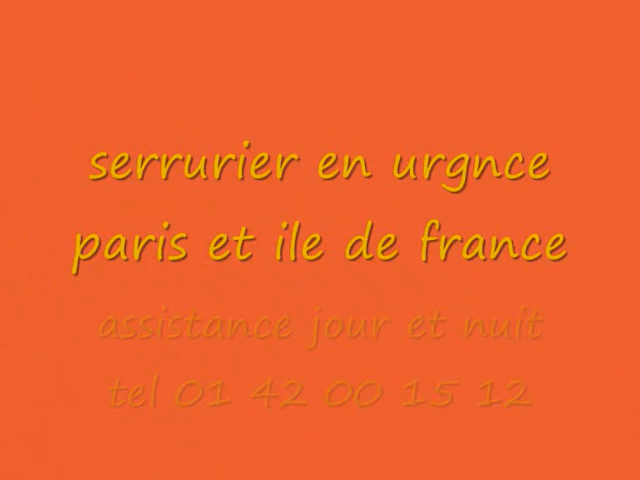 serrurier en urgnce
paris et ile de france
assistance jour et nuit
tel 01 42 00 15 12